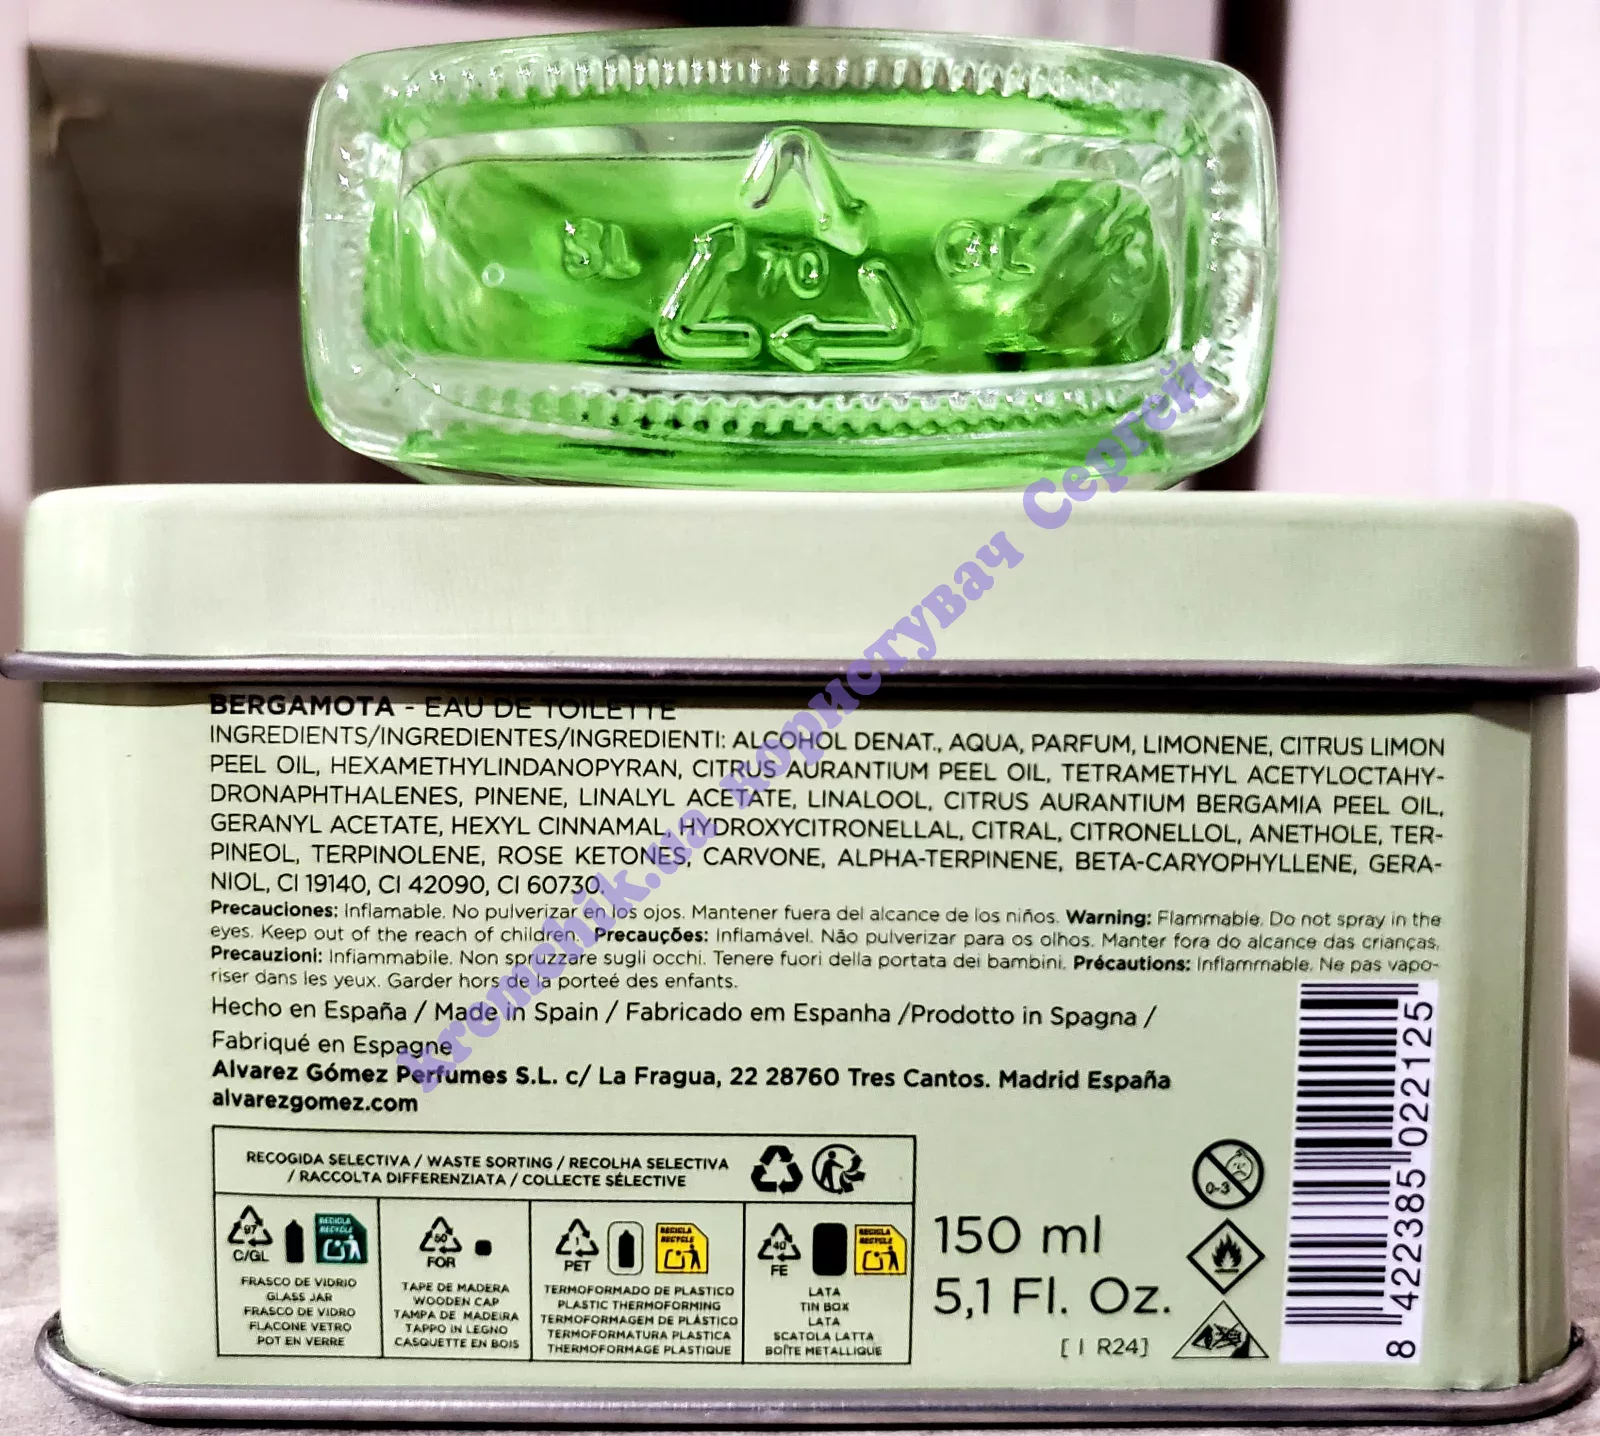 SL 70 GL
BERGAMOTA - EAU DE TOILETTE
INGREDIENTS/INGREDIENTES/INGREDIENTI: ALCOHOL DENAT., AQUA, PARFUM, LIMONENE, CITRUS LIMON
PEEL OIL, HEXAMETHYLINDANOPYRAN, CITRUS AURANTIUM PEEL OIL, TETRAMETHYL ACETYLOCTAHY-
DRONAPHTHALENES, PINENE, LINALYL ACETATE, LINALOOL, CITRUS AURANTIUM BERGAMIA PEEL OIL,
GERANYL ACETATE, HEXYL CINNAMAL, HYDROXYCITRONELLAL, CITRAL, CITRONELLOL, ANETHOLE, TER-
PINEOL, TERPINOLENE, ROSE KETONES, CARVONE, ALPHA-TERPINENE, BETA-CARYOPHYLLENE, GERA-
NIOL, CI 19140, CI 42090, CI 60730.
Precauciones: Inflamable. No pulverizar en los ojos. Mantener fuera del alcance de los niños. Warning: Flammable. Do not spray in the
eyes. Keep out of the reach of children. Precauções: Inflamável. Não pulverizar para os olhos. Manter fora do alcance das crianças.
Precauzioni: Infiammabile. Non spruzzare sugli occhi. Tenere fuori della portata dei bambini. Précautions: Inflammable. Ne pas vapo-
riser dans les yeux. Garder hors de la porteé des enfants.
Hecho en España / Made in Spain / Fabricado em Espanha /Prodotto in Spagna /
Fabriqué en Espagne
Alvarez Gómez Perfumes S.L. c/ La Fragua, 22 28760 Tres Cantos. Madrid España
alvarezgomez.com
RECOGIDA SELECTIVA / WASTE SORTING / RECOLHA SELECTIVA
/ RACCOLTA DIFFERENZIATA / COLLECTE SÉLECTIVE
97
C/GL
RECICLA
RECYCLE
FRASCO DE VIDRIO
GLASS JAR
FRASCO DE VIDRO
FLACONE VETRO
POT EN VERRE
50
FOR
TAPE DE MADERA
WOODEN CAP
TAMPA DE MADEIRA
TAPPO IN LEGNO
CASQUETTE EN BOIS
1
PET
RECICLA
RECYCLE
TERMOFORMADO DE PLASTICO
PLASTIC THERMOFORMING
TERMOFORMAGEM DE PLÁSTICO
TERMOFORMATURA PLASTICA
THERMOFORMAGE PLASTIQUE
40
FE
RECICLA
RECYCLE
LATA
TIN BOX
LATA
SCATOLA LATTA
BOÎTE METALLIQUE
150 ml
5,1 Fl. Oz.
[ I R24]
0-3
8 422385 022125
kremchik.ua користувач Сергей